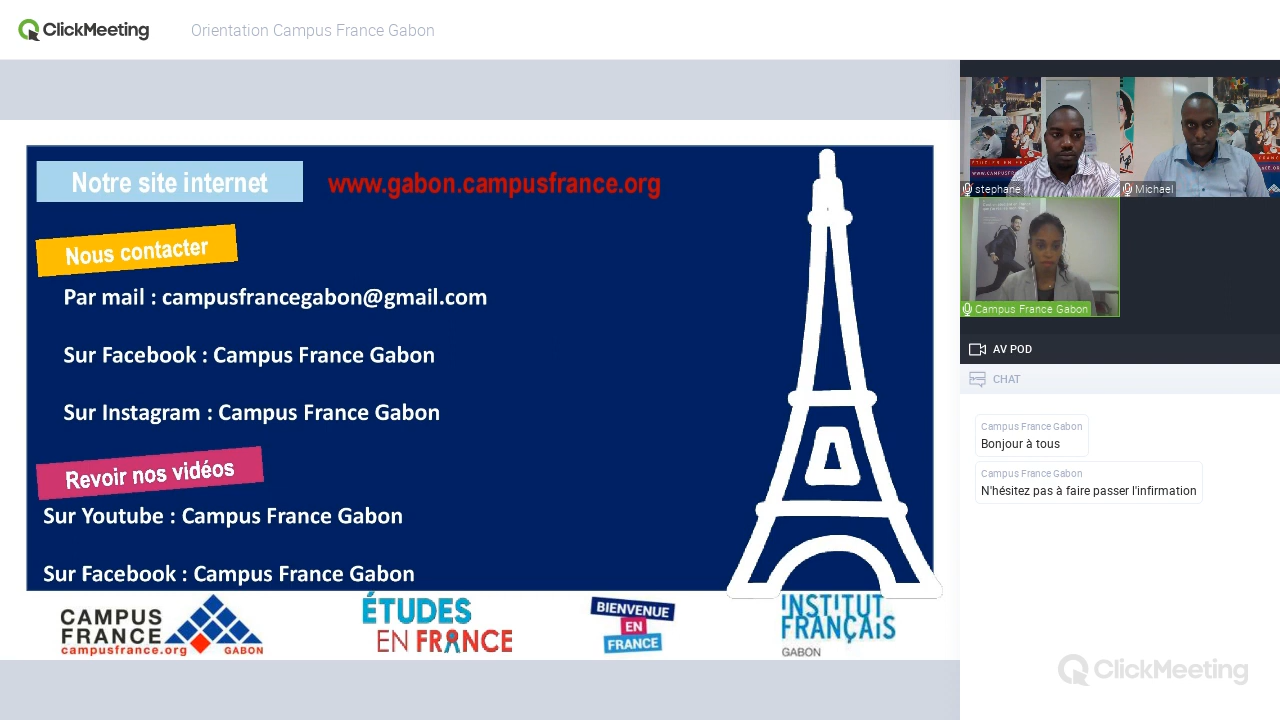 ClickMeeting
Orientation Campus France Gabon
Notre site internet
www.gabon.campusfrance.org
Nous contacter
Par mail : campusfrancegabon@gmail.com
Sur Facebook : Campus France Gabon
Sur Instagram : Campus France Gabon
Revoir nos vidéos
Sur Youtube : Campus France Gabon
Sur Facebook : Campus France Gabon
CAMPUS
FRANCE
campusfrance.org
GABON
ÉTUDES
EN FRANCE
BIENVENUE
EN
FRANCE
INSTITUT
FRANÇAIS
GABON
stephane
Michael
Campus France Gabon
AV POD
CHAT
Campus France Gabon
Bonjour à tous
Campus France Gabon
N'hésitez pas à faire passer l'infirmation
ClickMeeting